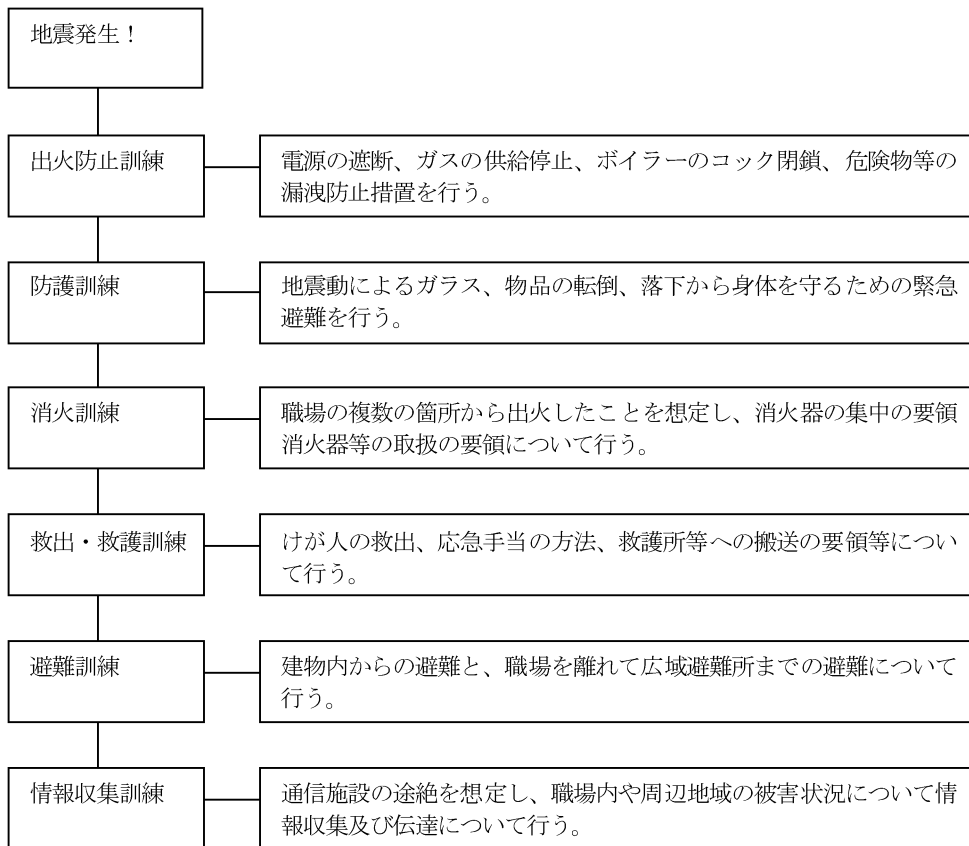 地震発生！
出火防止訓練
電源の遮断、ガスの供給停止、ボイラーのコック閉鎖、危険物等の
漏洩防止措置を行う。
防護訓練
地震動によるガラス、物品の転倒、落下から身体を守るための緊急
避難を行う。
消火訓練
職場の複数の箇所から出火したことを想定し、消火器の集中の要領
消火器等の取扱の要領について行う。
救出・救護訓練
けが人の救出、応急手当の方法、救護所等への搬送の要領等につい
て行う。
避難訓練
建物内からの避難と、職場を離れて広域避難所までの避難について
行う。
情報収集訓練
通信施設の途絶を想定し、職場内や周辺地域の被害状況について情
報収集及び伝達について行う。